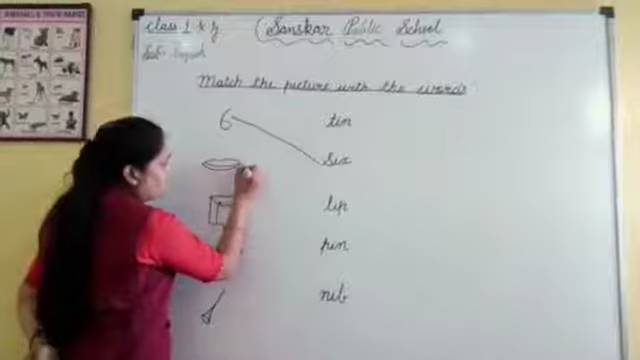 class 1
( Sanskar Public School
Sub- English
Match the picture with the words
6 tin
six
lip
pin
nib